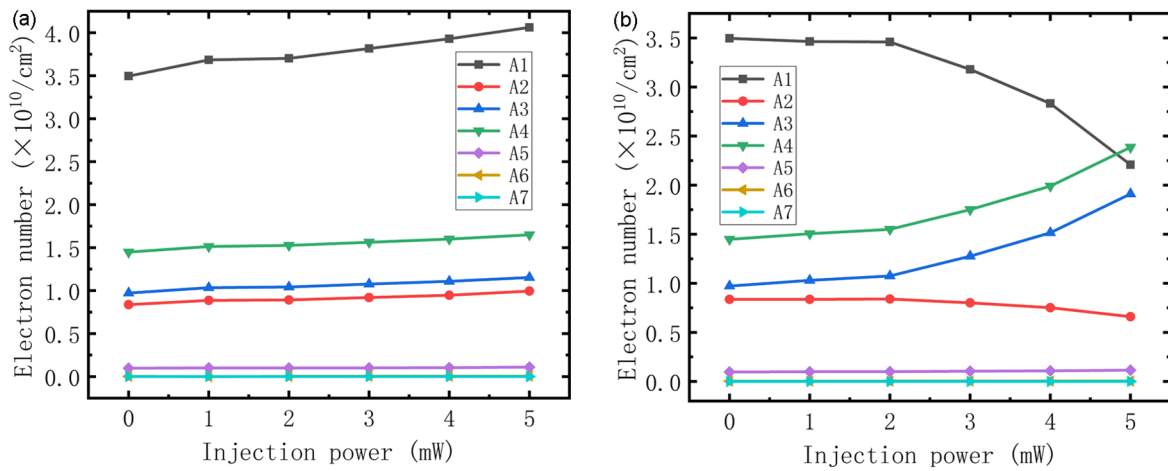 (a)
Electron number (×10¹⁰/cm²)
4.0
3.5
3.0
2.5
2.0
1.5
1.0
0.5
0.0
A1
A2
A3
A4
A5
A6
A7
0 1 2 3 4 5
Injection power (mW)
(b)
Electron number (×10¹⁰/cm²)
3.5
3.0
2.5
2.0
1.5
1.0
0.5
0.0
A1
A2
A3
A4
A5
A6
A7
0 1 2 3 4 5
Injection power (mW)